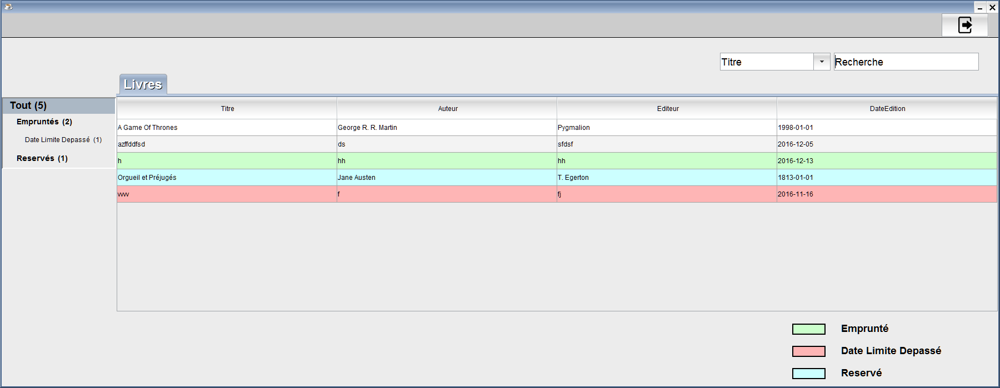 Titre Recherche
Livres
Tout (5)
Empruntés (2)
Date Limite Depassé (1)
Reservés (1)
Titre Auteur Editeur DateEdition
A Game Of Thrones George R. R. Martin Pygmalion 1998-01-01
azffddfsd ds sfdsf 2016-12-05
h hh hh 2016-12-13
Orgueil et Préjugés Jane Austen T. Egerton 1813-01-01
vvvv f fj 2016-11-16
Emprunté
Date Limite Depassé
Reservé